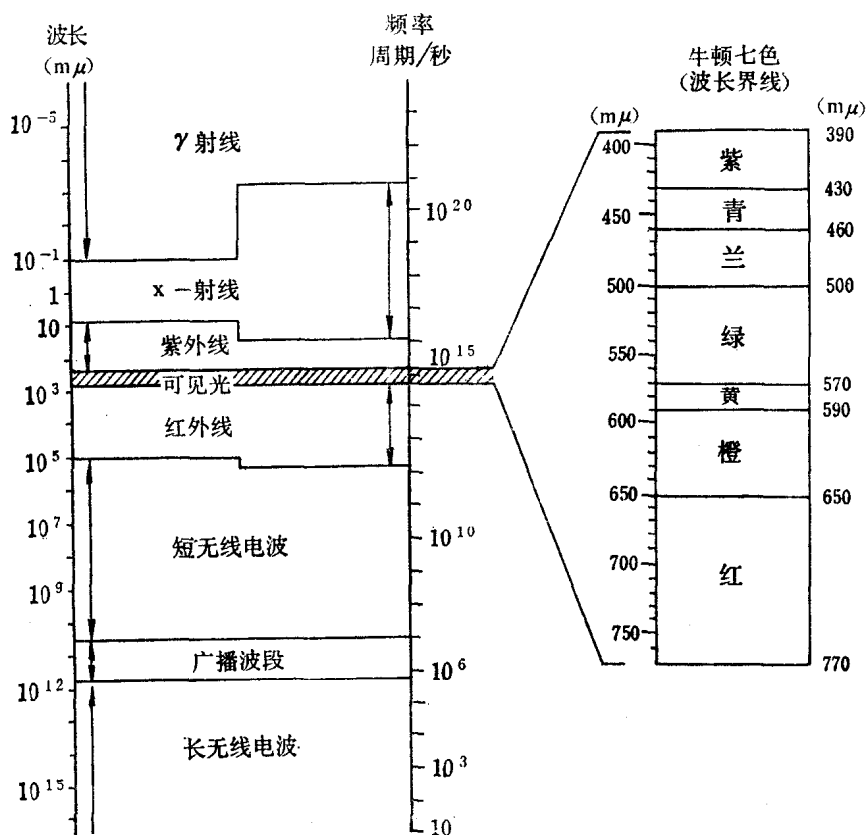 波长
(mμ)
频率
周期/秒
10⁻⁵
10⁻¹
1
10
10³
10⁵
10⁷
10⁹
10¹²
10¹⁵
γ 射线
x－射线
紫外线
可见光
红外线
短无线电波
广播波段
长无线电波
10²⁰
10¹⁵
10¹⁰
10⁶
10³
10
牛顿七色
(波长界线)
(mμ)
(mμ)
400
450
500
550
600
650
700
750
紫
青
兰
绿
黄
橙
红
390
430
460
500
570
590
650
770